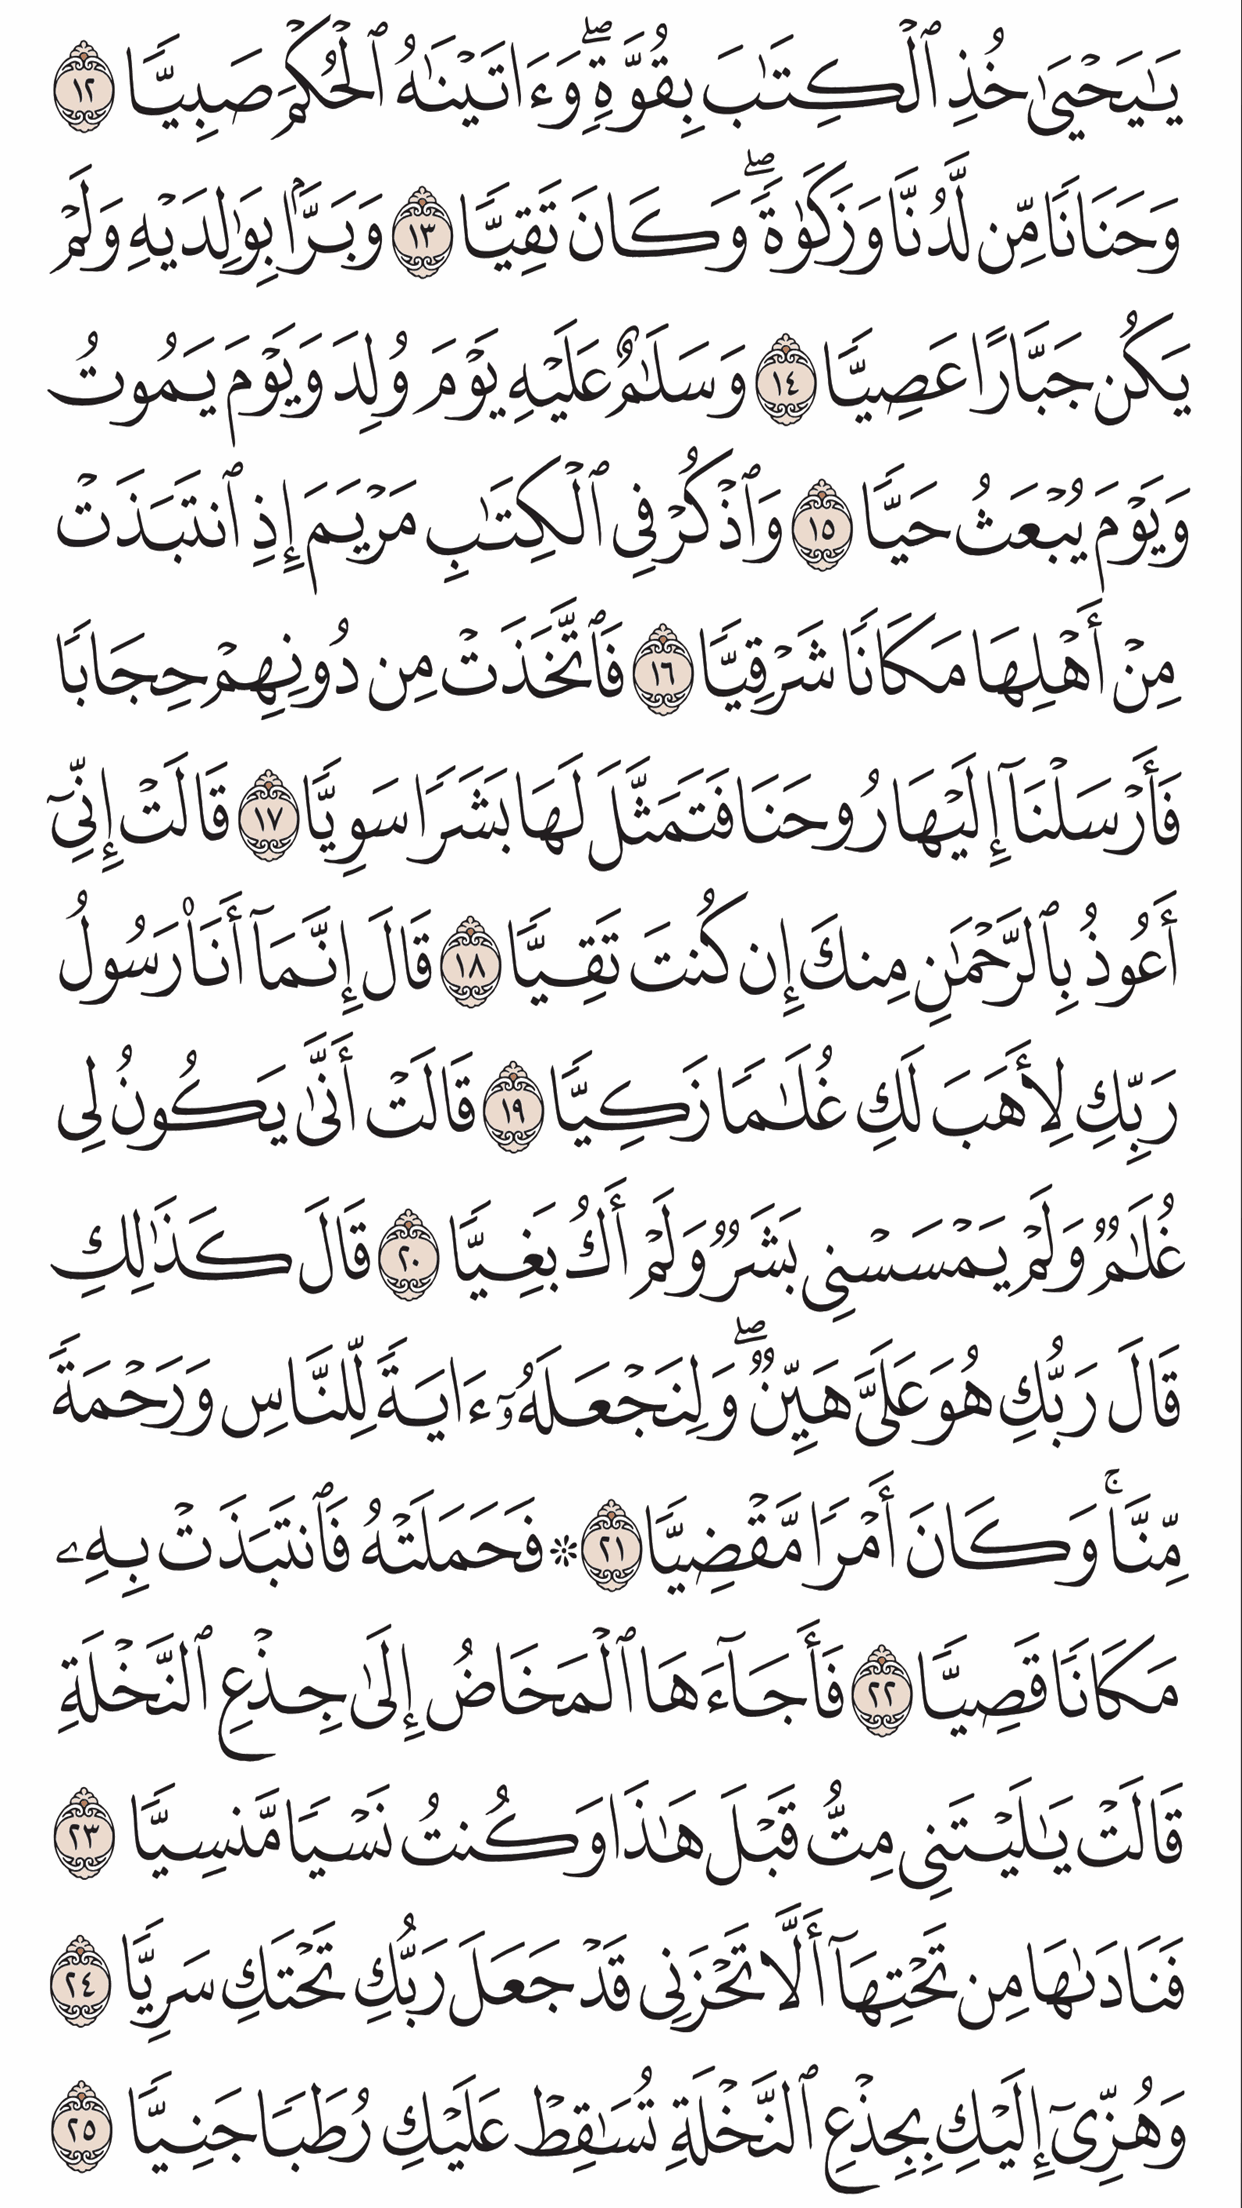 يَـٰيَحْيَىٰ خُذِ ٱلْكِتَـٰبَ بِقُوَّةٍۢ ۖ وَءَاتَيْنَـٰهُ ٱلْحُكْمَ صَبِيًّۭا ١٢
وَحَنَانًۭا مِّن لَّدُنَّا وَزَكَوٰةًۭ ۖ وَكَانَ تَقِيًّۭا ١٣ وَبَرًّۢا بِوَٰلِدَيْهِ وَلَمْ
يَكُن جَبَّارًا عَصِيًّۭا ١٤ وَسَلَـٰمٌ عَلَيْهِ يَوْمَ وُلِدَ وَيَوْمَ يَمُوتُ
وَيَوْمَ يُبْعَثُ حَيًّۭا ١٥ وَٱذْكُرْ فِى ٱلْكِتَـٰبِ مَرْيَمَ إِذِ ٱنتَبَذَتْ
مِنْ أَهْلِهَا مَكَانًۭا شَرْقِيًّۭا ١٦ فَٱتَّخَذَتْ مِن دُونِهِمْ حِجَابًۭا
فَأَرْسَلْنَآ إِلَيْهَا رُوحَنَا فَتَمَثَّلَ لَهَا بَشَرًۭا سَوِيًّۭا ١٧ قَالَتْ إِنِّىٓ
أَعُوذُ بِٱلرَّحْمَـٰنِ مِنكَ إِن كُنتَ تَقِيًّۭا ١٨ قَالَ إِنَّمَآ أَنَا۠ رَسُولُ
رَبِّكِ لِأَهَبَ لَكِ غُلَـٰمًۭا زَكِيًّۭا ١٩ قَالَتْ أَنَّىٰ يَكُونُ لِى
غُلَـٰمٌۭ وَلَمْ يَمْسَسْنِى بَشَرٌۭ وَلَمْ أَكُ بَغِيًّۭا ٢٠ قَالَ كَذَٰلِكِ
قَالَ رَبُّكِ هُوَ عَلَىَّ هَيِّنٌۭ ۖ وَلِنَجْعَلَهُۥٓ ءَايَةًۭ لِّلنَّاسِ وَرَحْمَةًۭ
مِّنَّا ۚ وَكَانَ أَمْرًۭا مَّقْضِيًّۭا ٢١ ۞ فَحَمَلَتْهُ فَٱنتَبَذَتْ بِهِۦ
مَكَانًۭا قَصِيًّۭا ٢٢ فَأَجَآءَهَا ٱلْمَخَاضُ إِلَىٰ جِذْعِ ٱلنَّخْلَةِ
قَالَتْ يَـٰلَيْتَنِى مِتُّ قَبْلَ هَـٰذَا وَكُنتُ نَسْيًۭا مَّنسِيًّۭا ٢٣
فَنَادَىٰهَا مِن تَحْتِهَآ أَلَّا تَحْزَنِى قَدْ جَعَلَ رَبُّكِ تَحْتَكِ سَرِيًّۭا ٢٤
وَهُزِّىٓ إِلَيْكِ بِجِذْعِ ٱلنَّخْلَةِ تُسَـٰقِطْ عَلَيْكِ رُطَبًۭا جَنِيًّۭا ٢٥